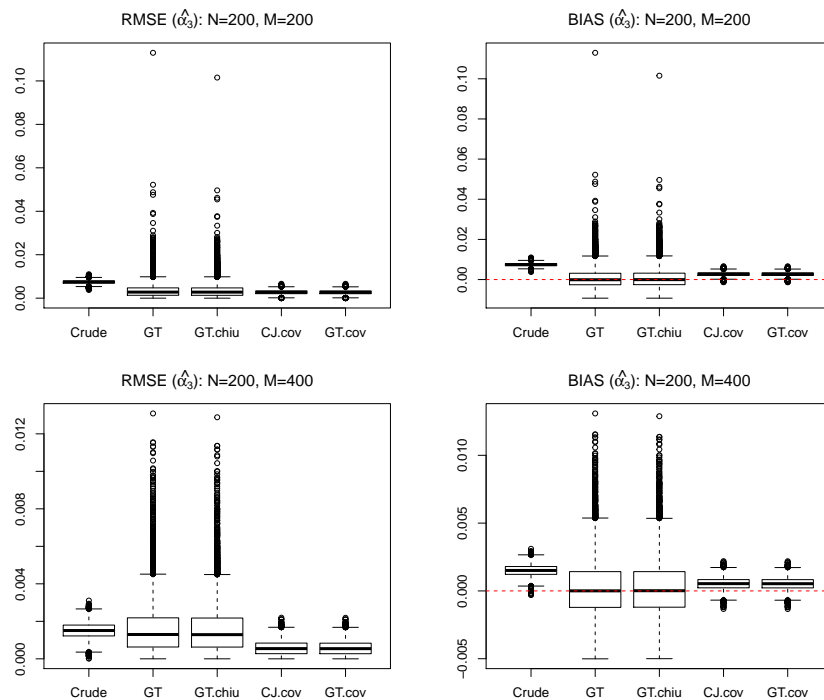 RMSE (α̂₃): N=200, M=200
0.10
0.08
0.06
0.04
0.02
0.00
Crude GT GT.chiu CJ.cov GT.cov
BIAS (α̂₃): N=200, M=200
0.10
0.08
0.06
0.04
0.02
0.00
Crude GT GT.chiu CJ.cov GT.cov
RMSE (α̂₃): N=200, M=400
0.012
0.008
0.004
0.000
Crude GT GT.chiu CJ.cov GT.cov
BIAS (α̂₃): N=200, M=400
0.010
0.005
0.000
−0.005
Crude GT GT.chiu CJ.cov GT.cov